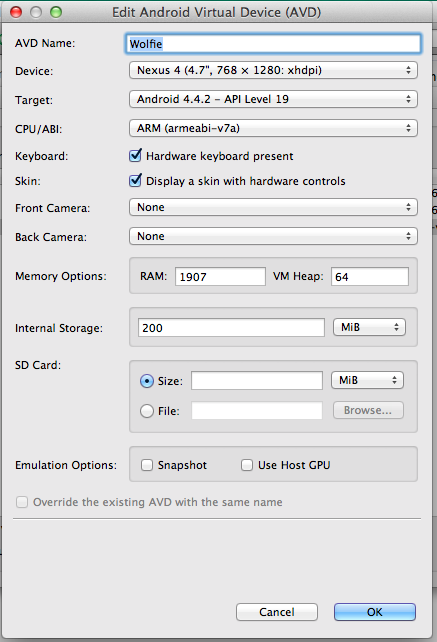 Edit Android Virtual Device (AVD)
AVD Name: Wolfie
Device: Nexus 4 (4.7", 768 × 1280: xhdpi)
Target: Android 4.4.2 – API Level 19
CPU/ABI: ARM (armeabi-v7a)
Keyboard: Hardware keyboard present
Skin: Display a skin with hardware controls
Front Camera: None
Back Camera: None
Memory Options: RAM: 1907 VM Heap: 64
Internal Storage: 200 MiB
SD Card:
Size: MiB
File: Browse...
Emulation Options: Snapshot Use Host GPU
Override the existing AVD with the same name
Cancel OK